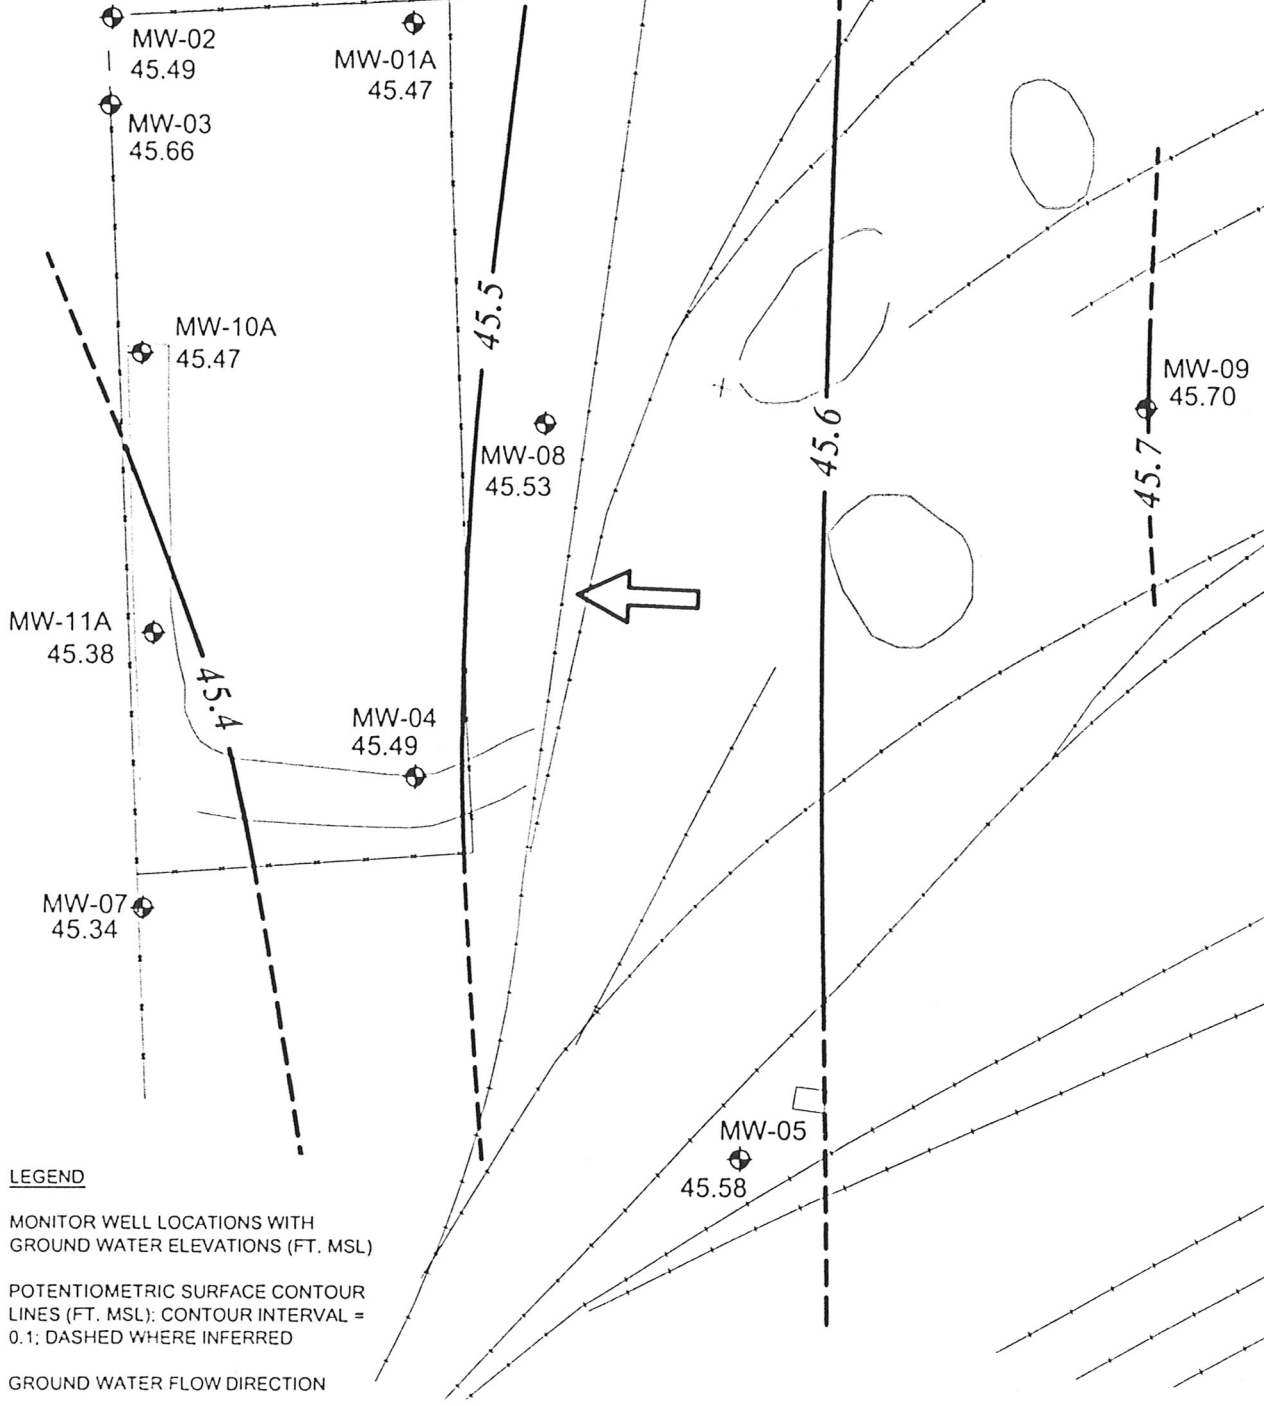 MW-02
45.49
MW-01A
45.47
MW-03
45.66
45.5
MW-10A
45.47
MW-09
45.70
45.6
MW-08
45.53
45.7
MW-11A
45.38
45.4
MW-04
45.49
MW-07
45.34
MW-05
45.58
LEGEND
MONITOR WELL LOCATIONS WITH
GROUND WATER ELEVATIONS (FT. MSL)
POTENTIOMETRIC SURFACE CONTOUR
LINES (FT. MSL); CONTOUR INTERVAL =
0.1; DASHED WHERE INFERRED
GROUND WATER FLOW DIRECTION